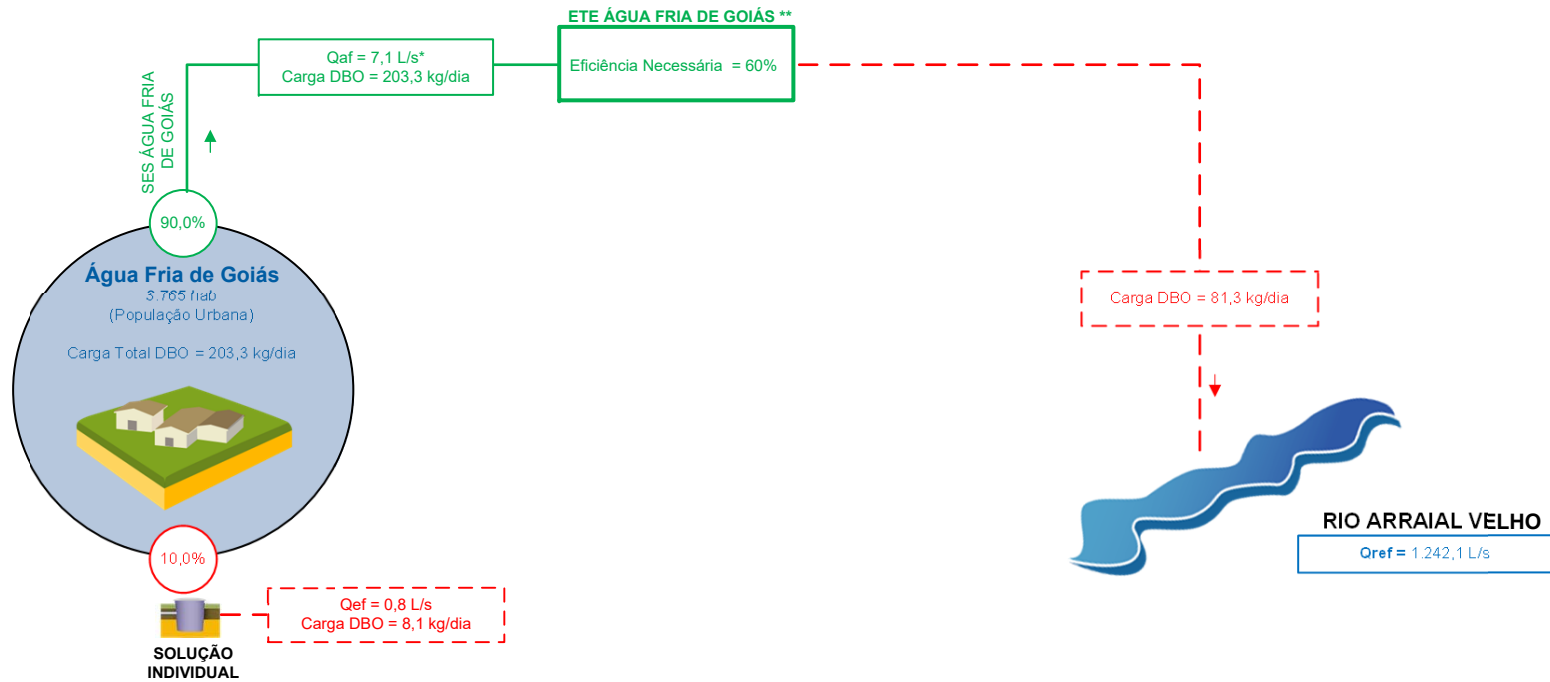 ETE ÁGUA FRIA DE GOIÁS **
Qaf = 7,1 L/s*
Carga DBO = 203,3 kg/dia
Eficiência Necessária = 60%
SES ÁGUA FRIA
DE GOIÁS
90,0%
Água Fria de Goiás
3.765 hab
(População Urbana)
Carga Total DBO = 203,3 kg/dia
Carga DBO = 81,3 kg/dia
RIO ARRAIAL VELHO
Qref = 1.242,1 L/s
10,0%
Qef = 0,8 L/s
Carga DBO = 8,1 kg/dia
SOLUÇÃO
INDIVIDUAL